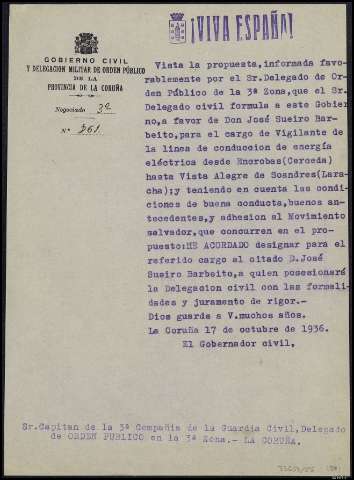 ¡VIVA ESPAÑA!
GOBIERNO CIVIL
Y DELEGACION MILITAR DE ORDEN PÚBLICO
DE LA
PROVINCIA DE LA CORUÑA
Negociado 3º
N.º 261
Vista la propuesta, informada favo-
rablemente por el Sr. Delegado de Or-
den Público de la 3ª Zona, que el Sr.
Delegado civil formula a este Gobier-
no, a favor de Don José Sueiro Bar-
beito, para el cargo de Vigilante de
la linea de conduccion de energía
eléctrica desde Encrobas(Cerceda)
hasta Vista Alegre de Soandres(Lara-
cha); y teniendo en cuenta las condi-
ciones de buena conducta, buenos an-
tecedentes, y adhesion al Movimiento
salvador, que concurren en el pro-
puesto: HE ACORDADO designar para el
referido cargo al citado D. José
Sueiro Barbeito, a quien posesionará
la Delegacion civil con las formali-
dades y juramento de rigor.-
Dios guarde a V. muchos años.
La Coruña 17 de octubre de 1936.
El Gobernador civil,
Sr. Capitan de la 3ª Compañia de la Guardia Civil, Delegado
de ORDEN PUBLICO en la 3ª Zona.- LA CORUÑA.